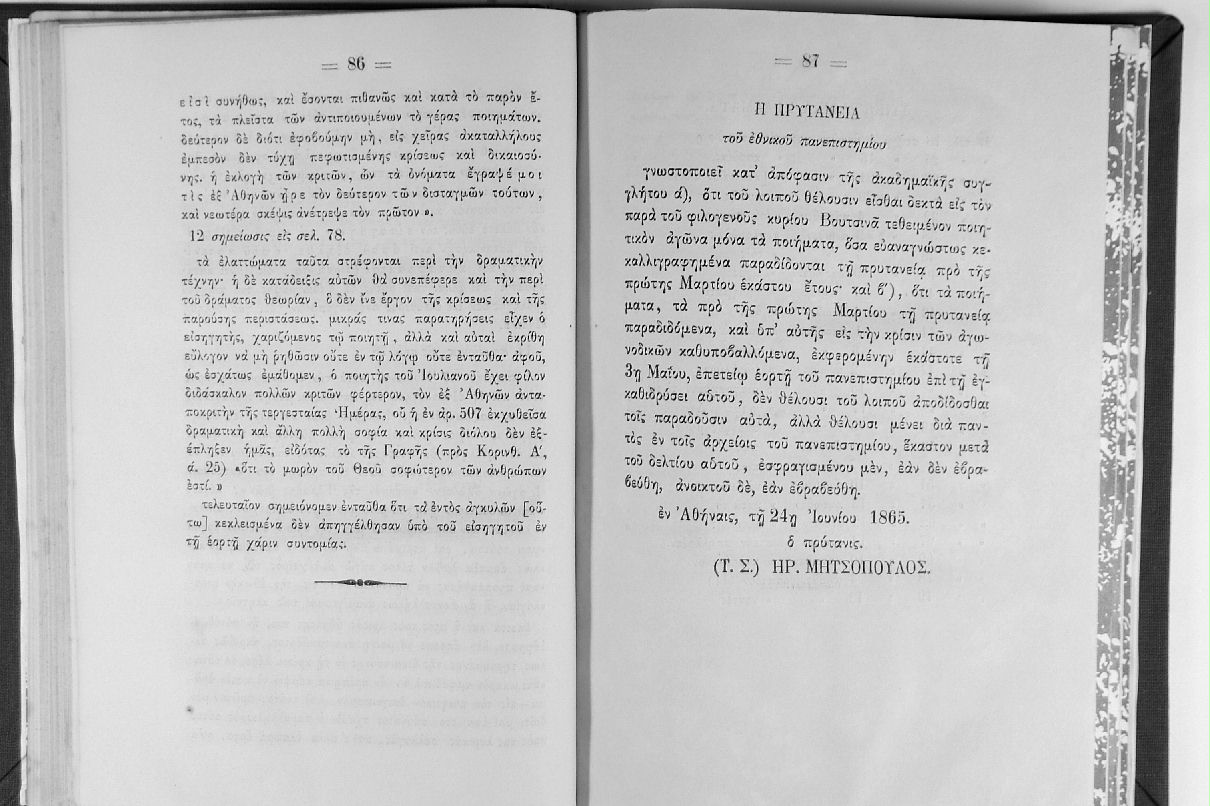 = 86 =
εἰσὶ συνήθως, καὶ ἔσονται πιθανῶς καὶ κατὰ τὸ παρὸν ἔ-
τος, τὰ πλεῖστα τῶν ἀντιποιουμένων τὸ γέρας ποιημάτων.
δεύτερον δὲ διότι ἐφοβούμην μὴ, εἰς χεῖρας ἀκαταλλήλους
ἐμπεσὸν δὲν τύχῃ πεφωτισμένης κρίσεως καὶ δικαιοσύ-
νης. ἡ ἐκλογὴ τῶν κριτῶν, ὧν τὰ ὀνόματα ἔγραψέ μοι
τὶς ἐξ Ἀθηνῶν ᾖρε τὸν δεύτερον τῶν δισταγμῶν τούτων,
καὶ νεωτέρα σκέψις ἀνέτρεψε τὸν πρῶτον ».
12 σημείωσις εἰς σελ. 78.
τὰ ἐλαττώματα ταῦτα στρέφονται περὶ τὴν δραματικὴν
τέχνην· ἡ δὲ κατάδειξις αὐτῶν θὰ συνεπέφερε καὶ τὴν περὶ
τοῦ δράματος θεωρίαν, ὃ δὲν ἶνε ἔργον τῆς κρίσεως καὶ τῆς
παρούσης περιστάσεως. μικράς τινας παρατηρήσεις εἶχεν ὁ
εἰσηγητὴς, χαριζόμενος τῷ ποιητῇ, ἀλλὰ καὶ αὐταὶ ἐκρίθη
εὔλογον νὰ μὴ ῥηθῶσιν οὔτε ἐν τῷ λόγῳ οὔτε ἐνταῦθα· ἀφοῦ,
ὡς ἐσχάτως ἐμάθομεν, ὁ ποιητὴς τοῦ Ἰουλιανοῦ ἔχει φίλον
διδάσκαλον πολλῶν κριτῶν φέρτερον, τὸν ἐξ Ἀθηνῶν ἀντα-
ποκριτὴν τῆς τεργεσταίας Ἡμέρας, οὗ ἡ ἐν ἀρ. 507 ἐκχυθεῖσα
δραματικὴ καὶ ἄλλη πολλὴ σοφία καὶ κρίσις διόλου δὲν ἐξ-
έπληξεν ἡμᾶς, εἰδότας τὸ τῆς Γραφῆς (πρὸς Κορινθ. Α',
ά. 25) «ὅτι τὸ μωρὸν τοῦ Θεοῦ σοφώτερον τῶν ἀνθρώπων
ἐστί. »
τελευταῖον σημειόνομεν ἐνταῦθα ὅτι τὰ ἐντὸς ἀγκυλῶν [οὕ-
τω] κεκλεισμένα δὲν ἀπηγγέλθησαν ὑπὸ τοῦ εἰσηγητοῦ ἐν
τῇ ἑορτῇ χάριν συντομίας.
= 87 =
Η ΠΡΥΤΑΝΕΙΑ
τοῦ ἐθνικοῦ πανεπιστημίου
γνωστοποιεῖ κατ' ἀπόφασιν τῆς ἀκαδημαϊκῆς συγ-
γλήτου ά), ὅτι τοῦ λοιποῦ θέλουσιν εἶσθαι δεκτὰ εἰς τὸν
παρὰ τοῦ φιλογενοῦς κυρίου Βουτσινᾶ τεθειμένον ποιη-
τικὸν ἀγῶνα μόνα τὰ ποιήματα, ὅσα εὐαναγνώστως κε-
καλλιγραφημένα παραδίδονται τῇ πρυτανείᾳ πρὸ τῆς
πρώτης Μαρτίου ἑκάστου ἔτους· καὶ β'), ὅτι τὰ ποιή-
ματα, τὰ πρὸ τῆς πρώτης Μαρτίου τῇ πρυτανείᾳ
παραδιδόμενα, καὶ ὑπ' αὐτῆς εἰς τὴν κρίσιν τῶν ἀγω-
νοδικῶν καθυποβαλλόμενα, ἐκφερομένην ἑκάστοτε τῇ
3ῃ Μαΐου, ἐπετείῳ ἑορτῇ τοῦ πανεπιστημίου ἐπὶ τῇ ἐγ-
καθιδρύσει αὐτοῦ, δὲν θέλουσι τοῦ λοιποῦ ἀποδίδοσθαι
τοῖς παραδοῦσιν αὐτὰ, ἀλλὰ θέλουσι μένει διὰ παν-
τὸς ἐν τοῖς ἀρχείοις τοῦ πανεπιστημίου, ἕκαστον μετὰ
τοῦ δελτίου αὐτοῦ, ἐσφραγισμένου μὲν, ἐὰν δὲν ἐβρα-
βεύθη, ἀνοικτοῦ δὲ, ἐὰν ἐβραβεύθη.
ἐν Ἀθήναις, τῇ 24ῃ Ἰουνίου 1865.
ὁ πρύτανις.
(Τ. Σ.) ΗΡ. ΜΗΤΣΟΠΟΥΛΟΣ.